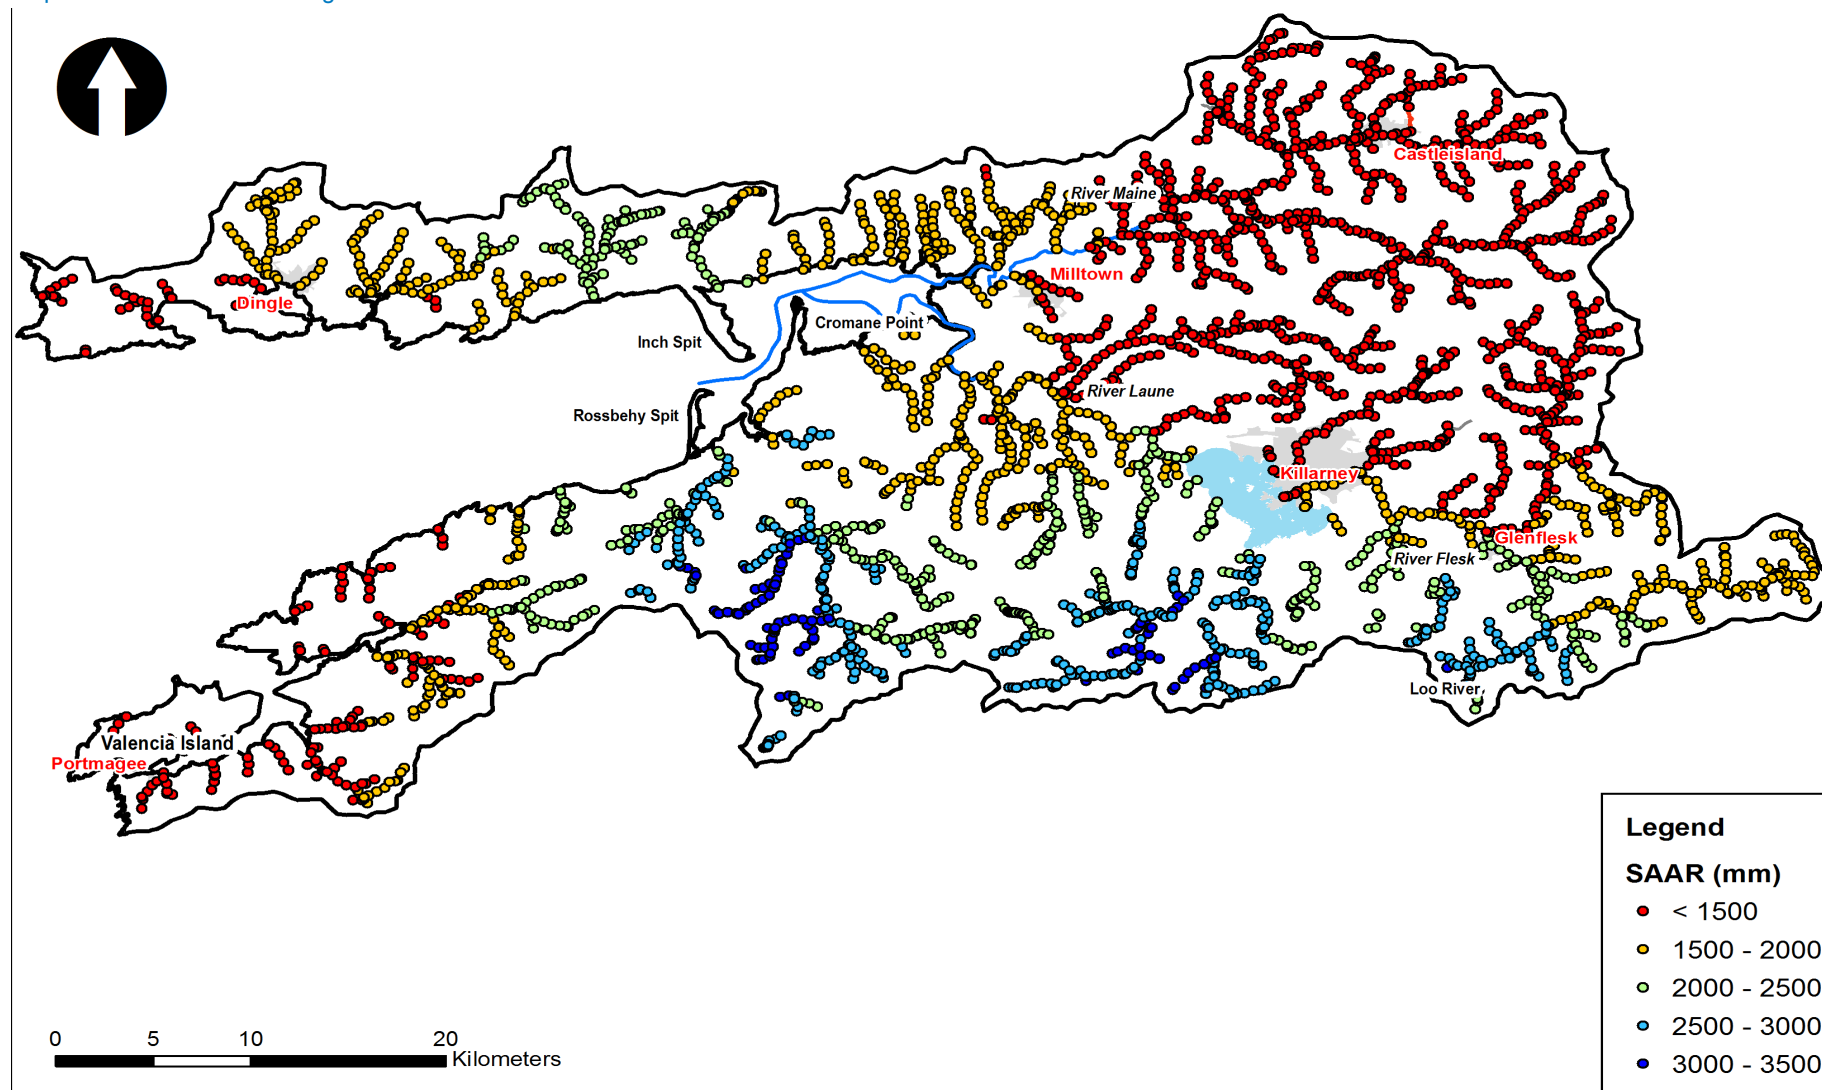 River Maine
Castleisland
Milltown
Dingle
Cromane Point
Inch Spit
River Laune
Rossbehy Spit
Killarney
Glenflesk
River Flesk
Loo River
Valencia Island
Portmagee
Legend
SAAR (mm)
< 1500
1500 - 2000
2000 - 2500
2500 - 3000
3000 - 3500
0 5 10 20
Kilometers